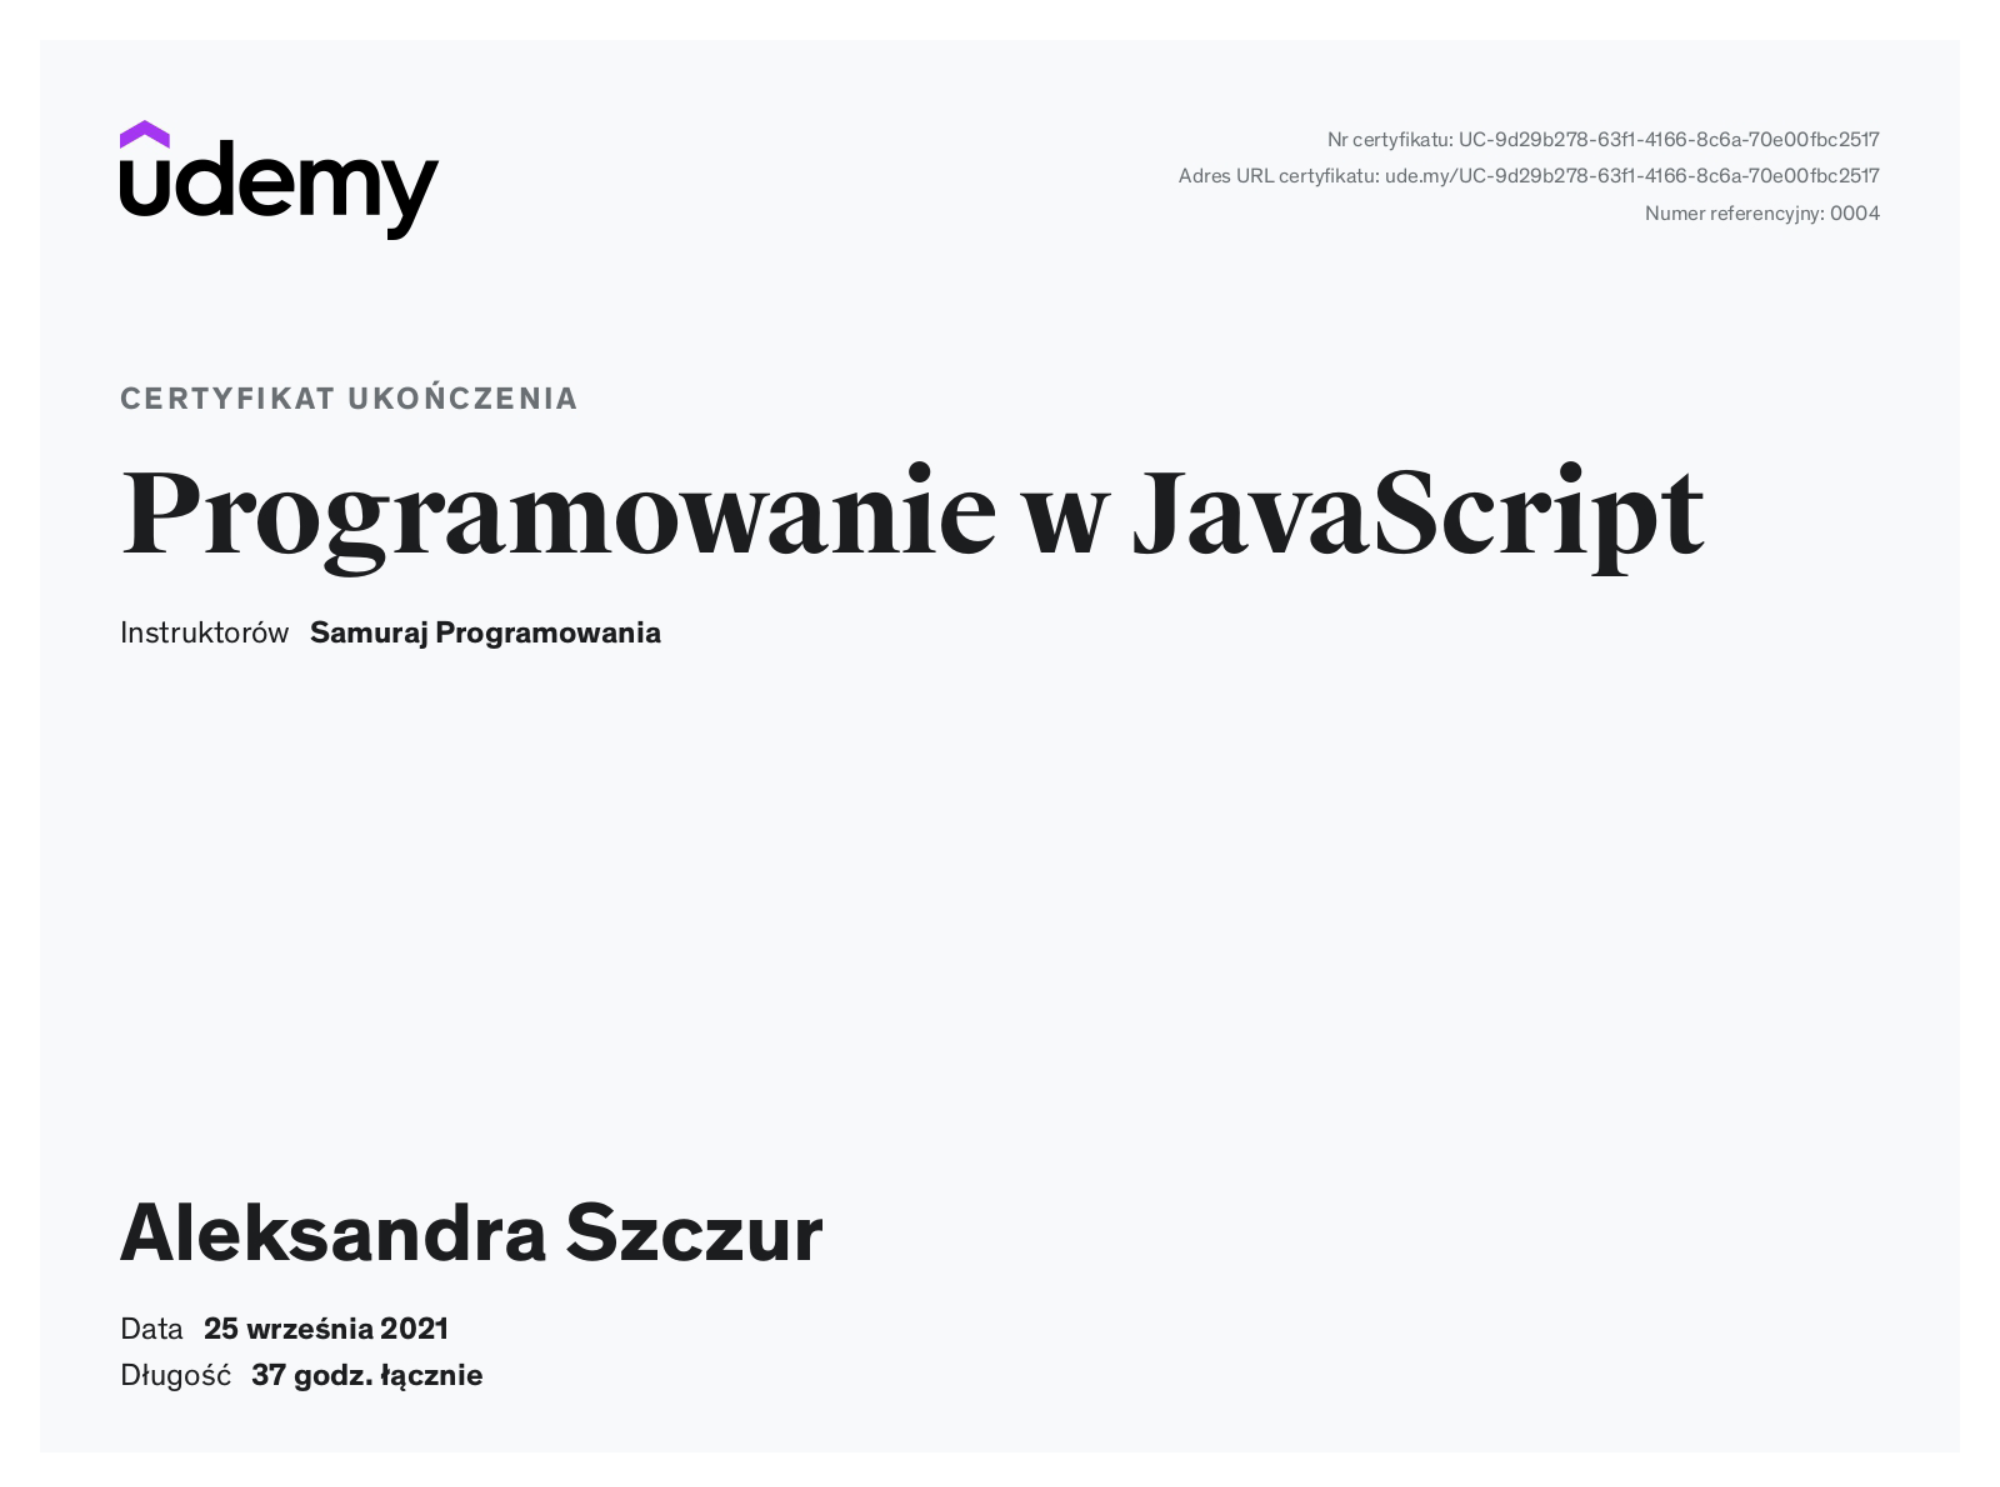 udemy
Nr certyfikatu: UC-9d29b278-63f1-4166-8c6a-70e00fbc2517
Adres URL certyfikatu: ude.my/UC-9d29b278-63f1-4166-8c6a-70e00fbc2517
Numer referencyjny: 0004
CERTYFIKAT UKOŃCZENIA
Programowanie w JavaScript
Instruktorów Samuraj Programowania
Aleksandra Szczur
Data 25 września 2021
Długość 37 godz. łącznie